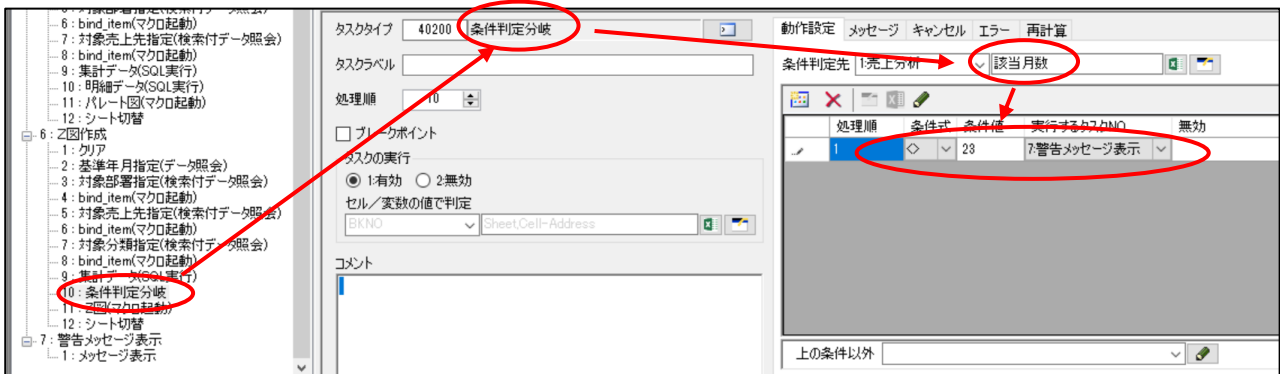 6 : bind_item(マクロ起動)
7 : 対象売上先指定(検索付データ照会)
8 : bind_item(マクロ起動)
9 : 集計データ(SQL実行)
10 : 明細データ(SQL実行)
11 : パレート図(マクロ起動)
12 : シート切替
6 : Z図作成
1 : クリア
2 : 基準年月指定(データ照会)
3 : 対象部署指定(検索付データ照会)
4 : bind_item(マクロ起動)
5 : 対象売上先指定(検索付データ照会)
6 : bind_item(マクロ起動)
7 : 対象分類指定(検索付データ照会)
8 : bind_item(マクロ起動)
9 : 集計データ(SQL実行)
10 : 条件判定分岐
11 : Z図(マクロ起動)
12 : シート切替
7 : 警告メッセージ表示
1 : メッセージ表示
タスクタイプ 40200 条件判定分岐
タスクラベル
処理順 10
ブレークポイント
タスクの実行
1:有効 2:無効
セル／変数の値で判定
BKNO Sheet,Cell-Address
コメント
動作設定 メッセージ キャンセル エラー 再計算
条件判定先 1:売上分析 該当月数
処理順 条件式 条件値 実行するタスクNO 無効
1 <> 23 7:警告メッセージ表示
上の条件以外